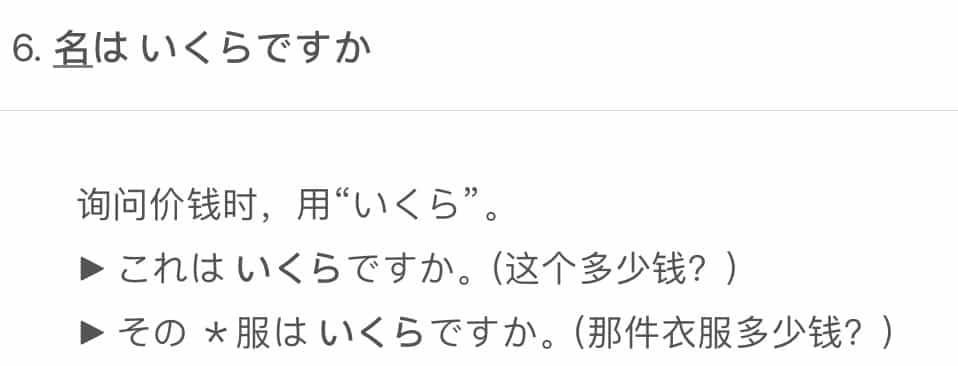 6. 名は いくらですか
询问价钱时，用“いくら”。
▶ これは いくらですか。(这个多少钱？)
▶ その ＊服は いくらですか。(那件衣服多少钱？)